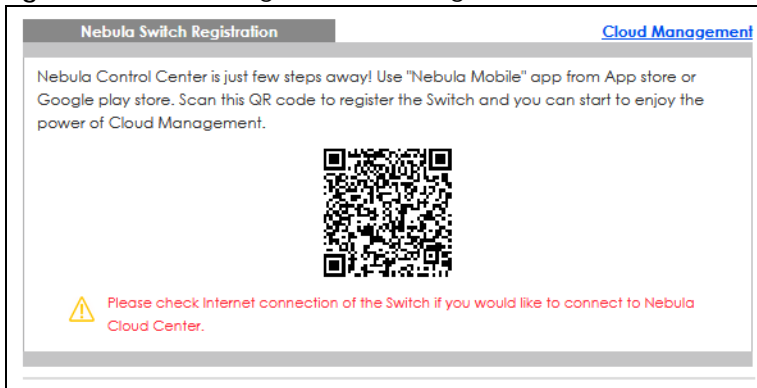 Nebula Switch Registration
Cloud Management
Nebula Control Center is just few steps away! Use "Nebula Mobile" app from App store or
Google play store. Scan this QR code to register the Switch and you can start to enjoy the
power of Cloud Management.
Please check Internet connection of the Switch if you would like to connect to Nebula
Cloud Center.